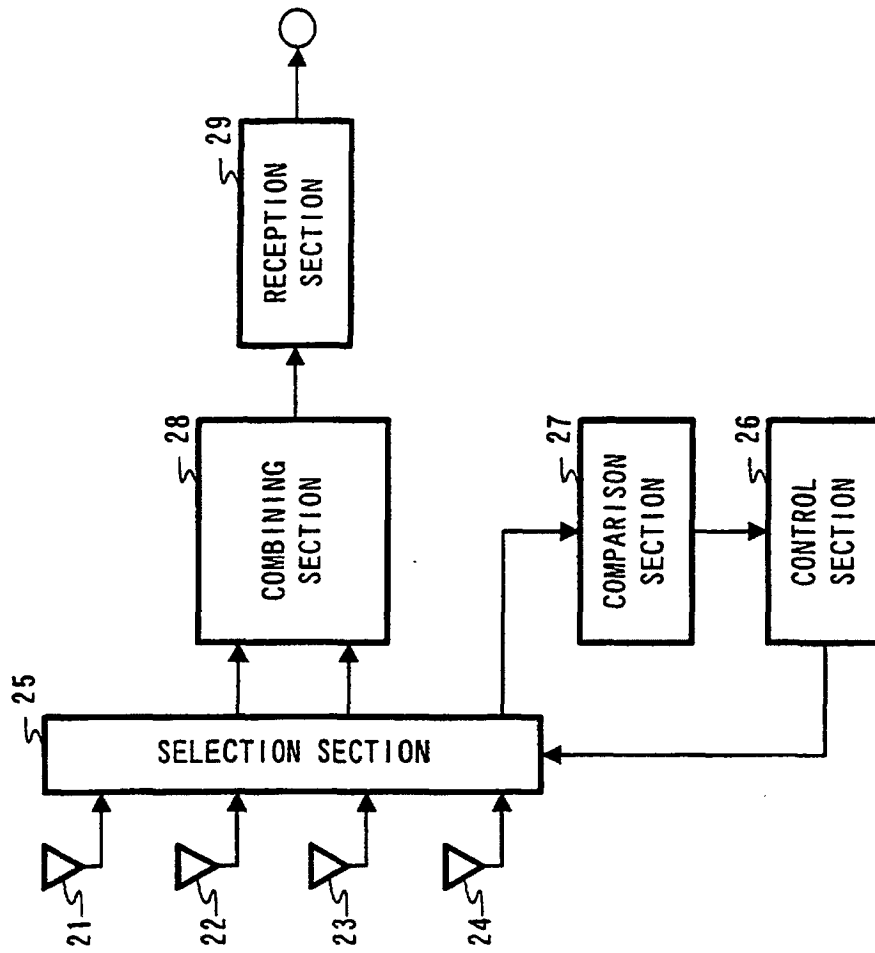 21
22
23
24
25
SELECTION SECTION
28
COMBINING
SECTION
29
RECEPTION
SECTION
27
COMPARISON
SECTION
26
CONTROL
SECTION